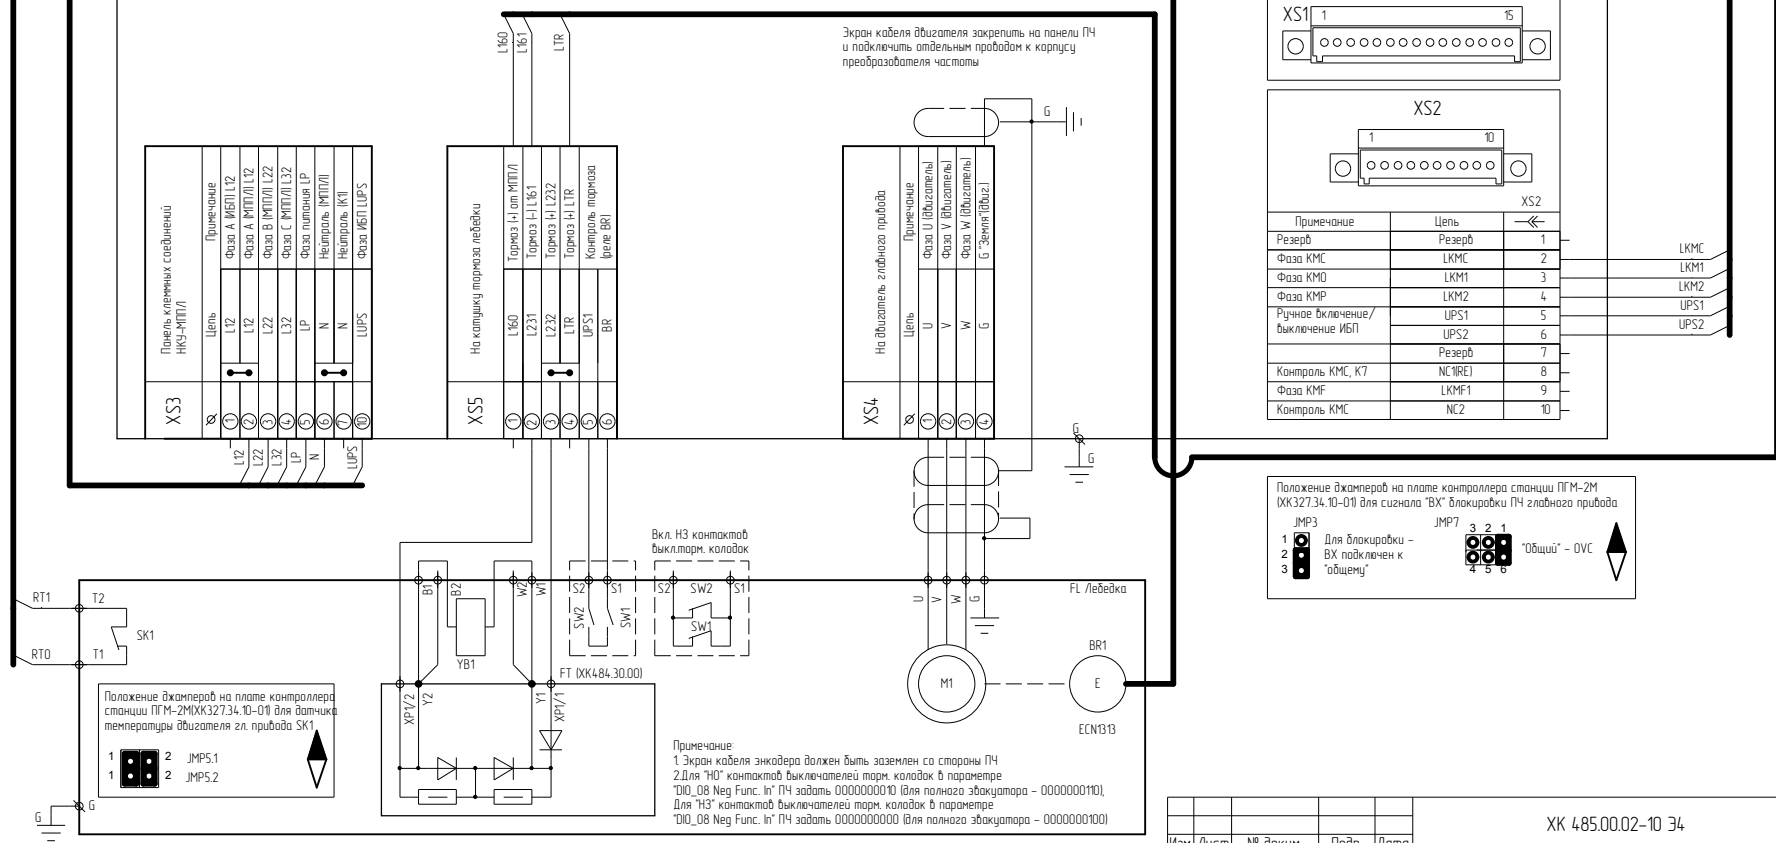 L160
L161
LTR
Экран кабеля двигателя закрепить на панели ПЧ
и подключить отдельным проводом к корпусу
преобразователя частоты
G
XS3
Панель клеммных соединений
НКУ-МПП/Л
Цепь
Примечание
1 L12 Фаза А (ИБП) L12
2 L12 Фаза А (МПП/Л) L12
3 L22 Фаза В (МПП/Л) L22
4 L32 Фаза С (МПП/Л) L32
5 LP Фаза питания LP
6 N Нейтраль (МПП/Л)
7 N Нейтраль (К1)
10 LUPS Фаза ИБП LUPS
L12
L22
L32
LP
N
LUPS
XS5
На катушку тормоза лебедки
1 L160 Тормоз (+) от МПП/Л
2 L231 Тормоз (-) L161
3 L232 Тормоз (+) L232
4 LTR Тормоз (+) LTR
5 UPS1 Контроль тормоза
6 BR (реле BR)
XS4
На двигатель главного привода
Цепь
Примечание
1 U Фаза U (двигатель)
2 V Фаза V (двигатель)
3 W Фаза W (двигатель)
4 G G "Земля"(двиг.)
G
G
XS1
1 15
XS2
1 10
XS2
Примечание Цепь
Резерв Резерв 1
Фаза КМС LKMC 2
Фаза КМО LKM1 3
Фаза КМР LKM2 4
Ручное включение/
выключение ИБП
UPS1 5
UPS2 6
Резерв 7
Контроль КМС, К7 NC1(RE) 8
Фаза KMF LKMF1 9
Контроль КМС NC2 10
LKMC
LKM1
LKM2
UPS1
UPS2
Положение джамперов на плате контроллера станции ПГМ-2М
(ХК327.34.10-01) для сигнала "ВХ" блокировки ПЧ главного привода
JMP3
1
2
3
Для блокировки -
ВХ подключен к
"общему"
JMP7
3 2 1
4 5 6
"Общий" - 0VC
RT1
T2
SK1
RT0
T1
B1
B2
YB1
W2
W1
S2 S1
SW2
SW1
Вкл. НЗ контактов
выкл.торм. колодок
S2 SW2 S1
SW1
FT (ХК484.30.00)
XP1/2
Y2
Y1
XP1/1
U
V
W
G
FL Лебедка
M1
BR1
E
ECN1313
Положение джамперов на плате контроллера
станции ПГМ-2М(ХК327.34.10-01) для датчика
температуры двигателя гл. привода SK1
1 2 JMP5.1
1 2 JMP5.2
G
G
Примечание:
1. Экран кабеля энкодера должен быть заземлен со стороны ПЧ
2.Для "НО" контактов выключателей торм. колодок в параметре
"DIO_08 Neg Func. In" ПЧ задать 0000000010 (для полного эвакуатора - 0000000110),
Для "НЗ" контактов выключателей торм. колодок в параметре
"DIO_08 Neg Func. In" ПЧ задать 0000000000 (для полного эвакуатора - 0000000100)
ХК 485.00.02-10 Э4
Изм. Лист № докум. Подп. Дата